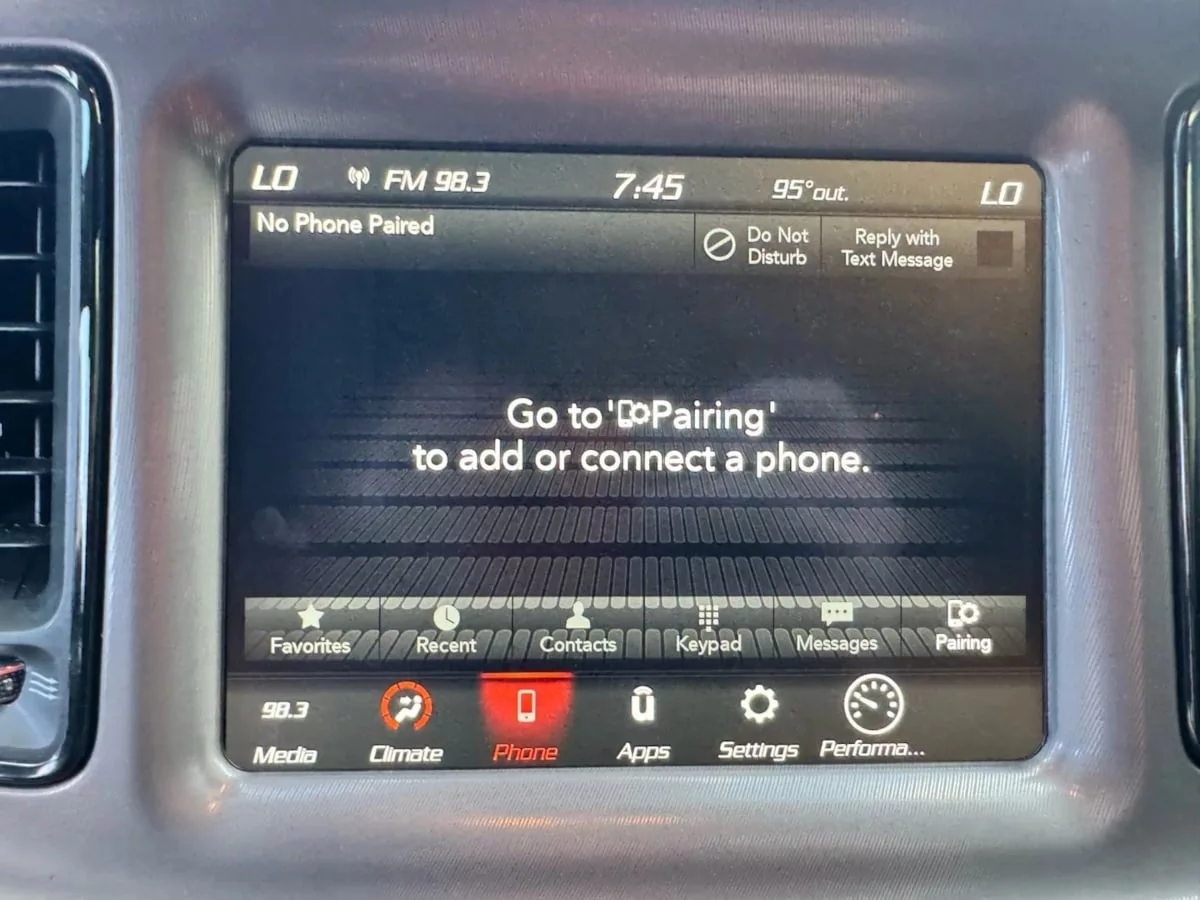 LO FM 98.3 7:45 95°out. LO
No Phone Paired
Do Not
Disturb
Reply with
Text Message
Go to 'Pairing'
to add or connect a phone.
Favorites Recent Contacts Keypad Messages Pairing
98.3
Media Climate Phone Apps Settings Performa...